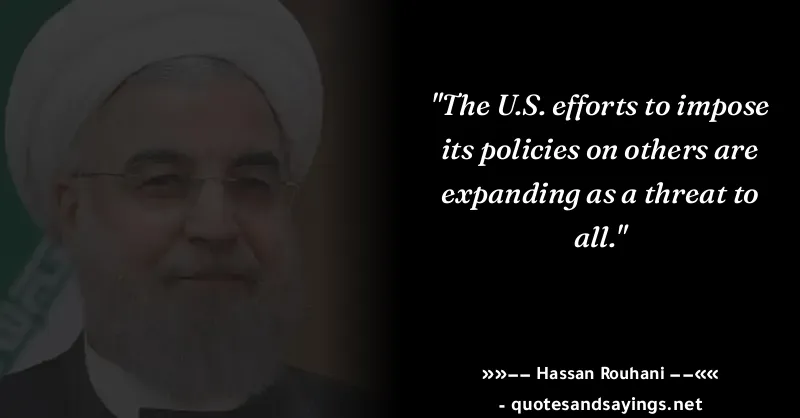 "The U.S. efforts to impose
its policies on others are
expanding as a threat to
all."
»»−− Hassan Rouhani −−««
- quotesandsayings.net